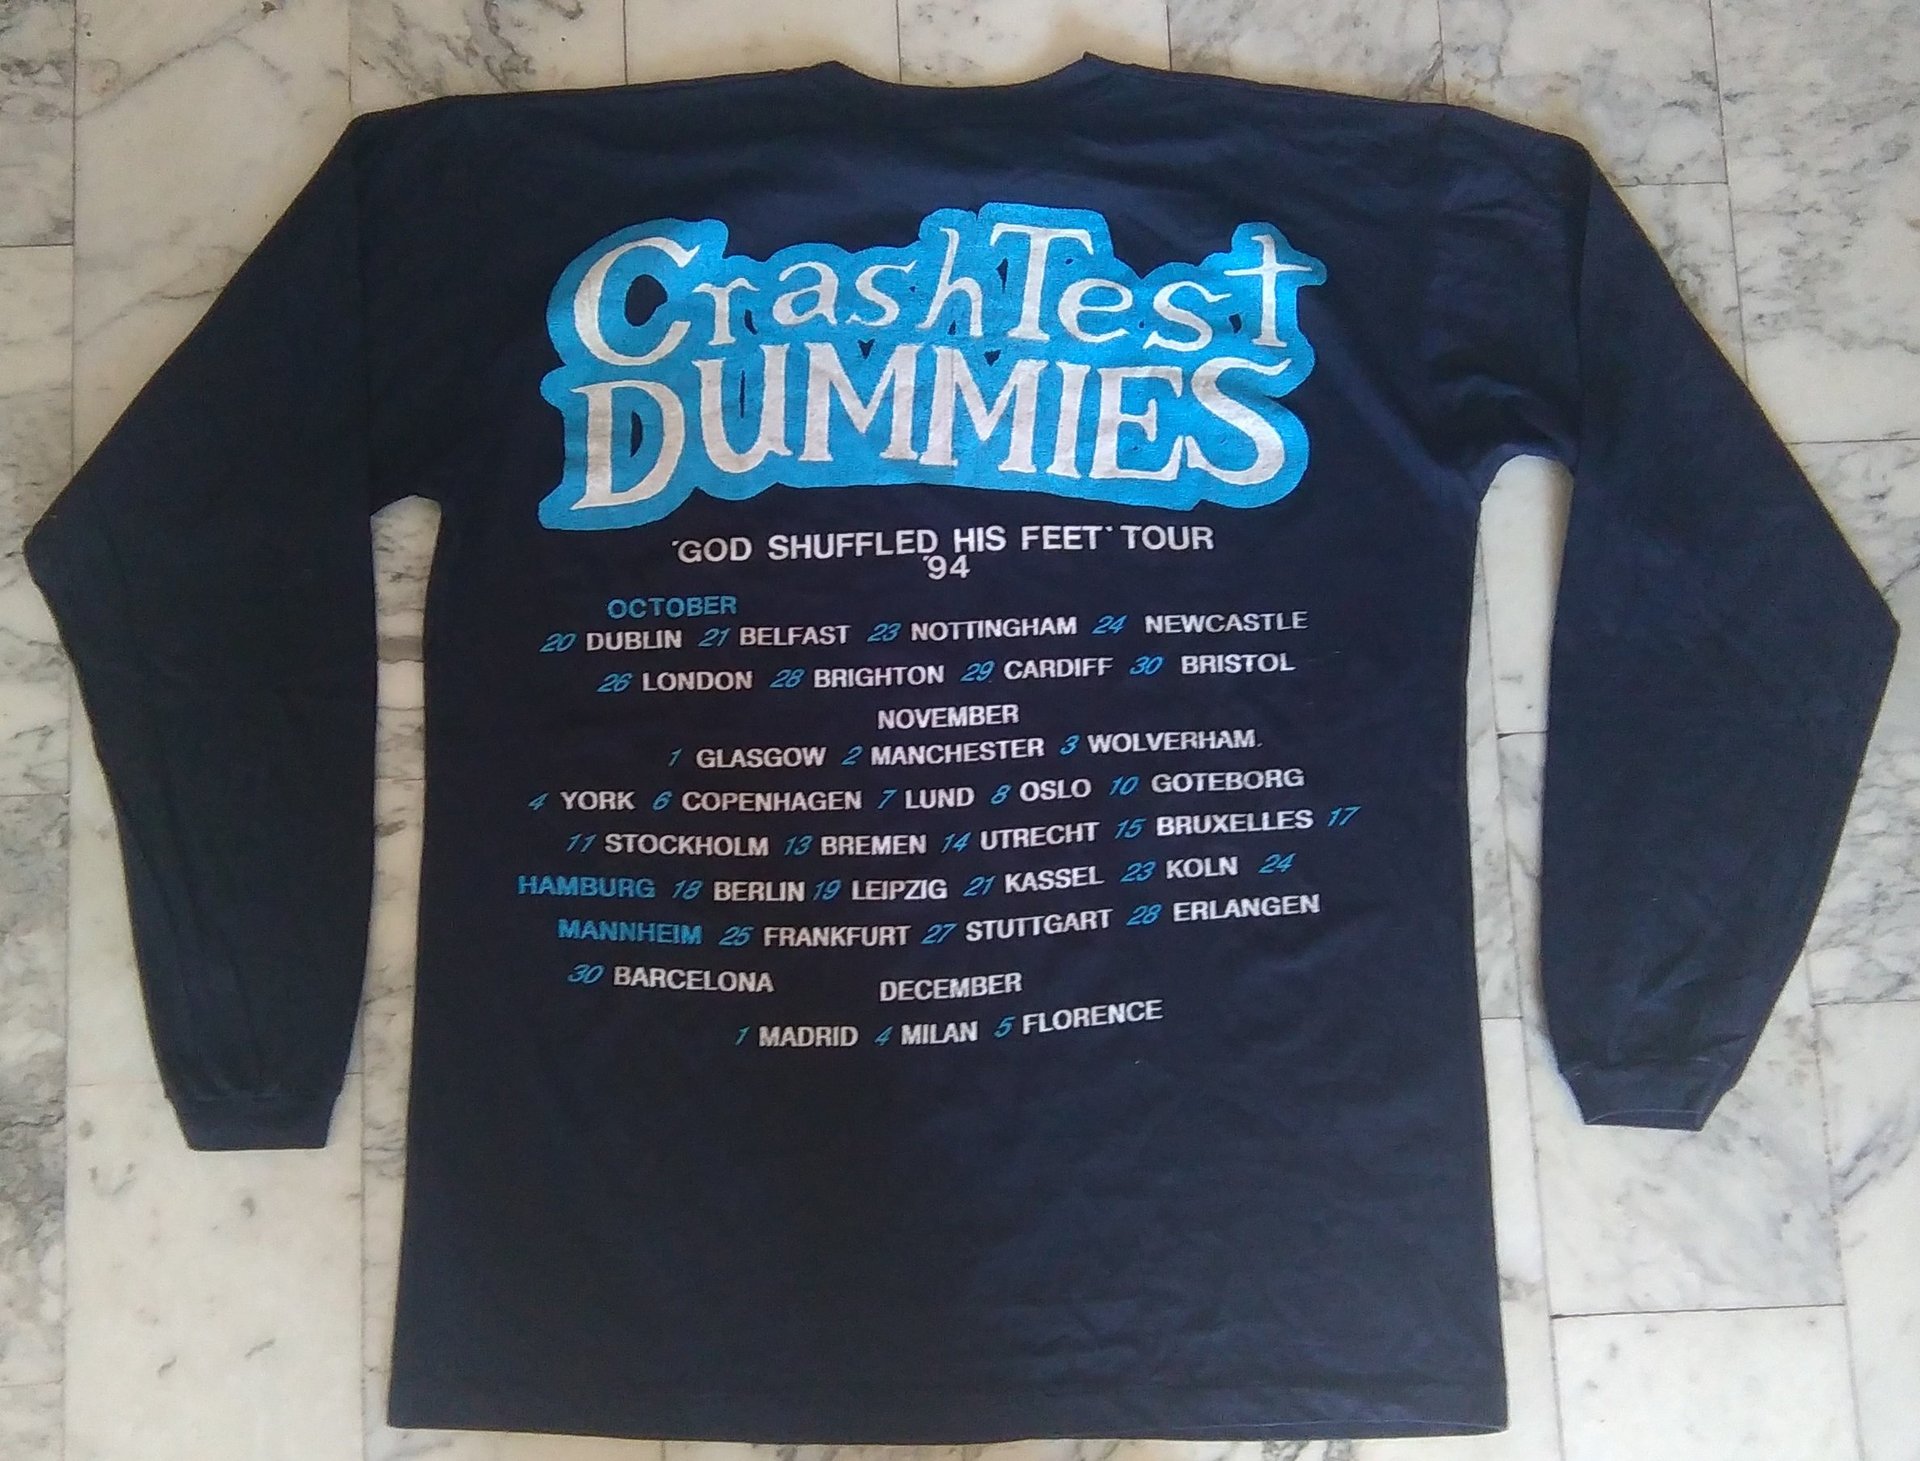 CrashTest
DUMMIES
'GOD SHUFFLED HIS FEET' TOUR
'94
OCTOBER
20 DUBLIN 21 BELFAST 23 NOTTINGHAM 24 NEWCASTLE
26 LONDON 28 BRIGHTON 29 CARDIFF 30 BRISTOL
NOVEMBER
1 GLASGOW 2 MANCHESTER 3 WOLVERHAM.
4 YORK 6 COPENHAGEN 7 LUND 8 OSLO 10 GOTEBORG
11 STOCKHOLM 13 BREMEN 14 UTRECHT 15 BRUXELLES 17
HAMBURG 18 BERLIN 19 LEIPZIG 21 KASSEL 23 KOLN 24
MANNHEIM 25 FRANKFURT 27 STUTTGART 28 ERLANGEN
30 BARCELONA
DECEMBER
1 MADRID 4 MILAN 5 FLORENCE